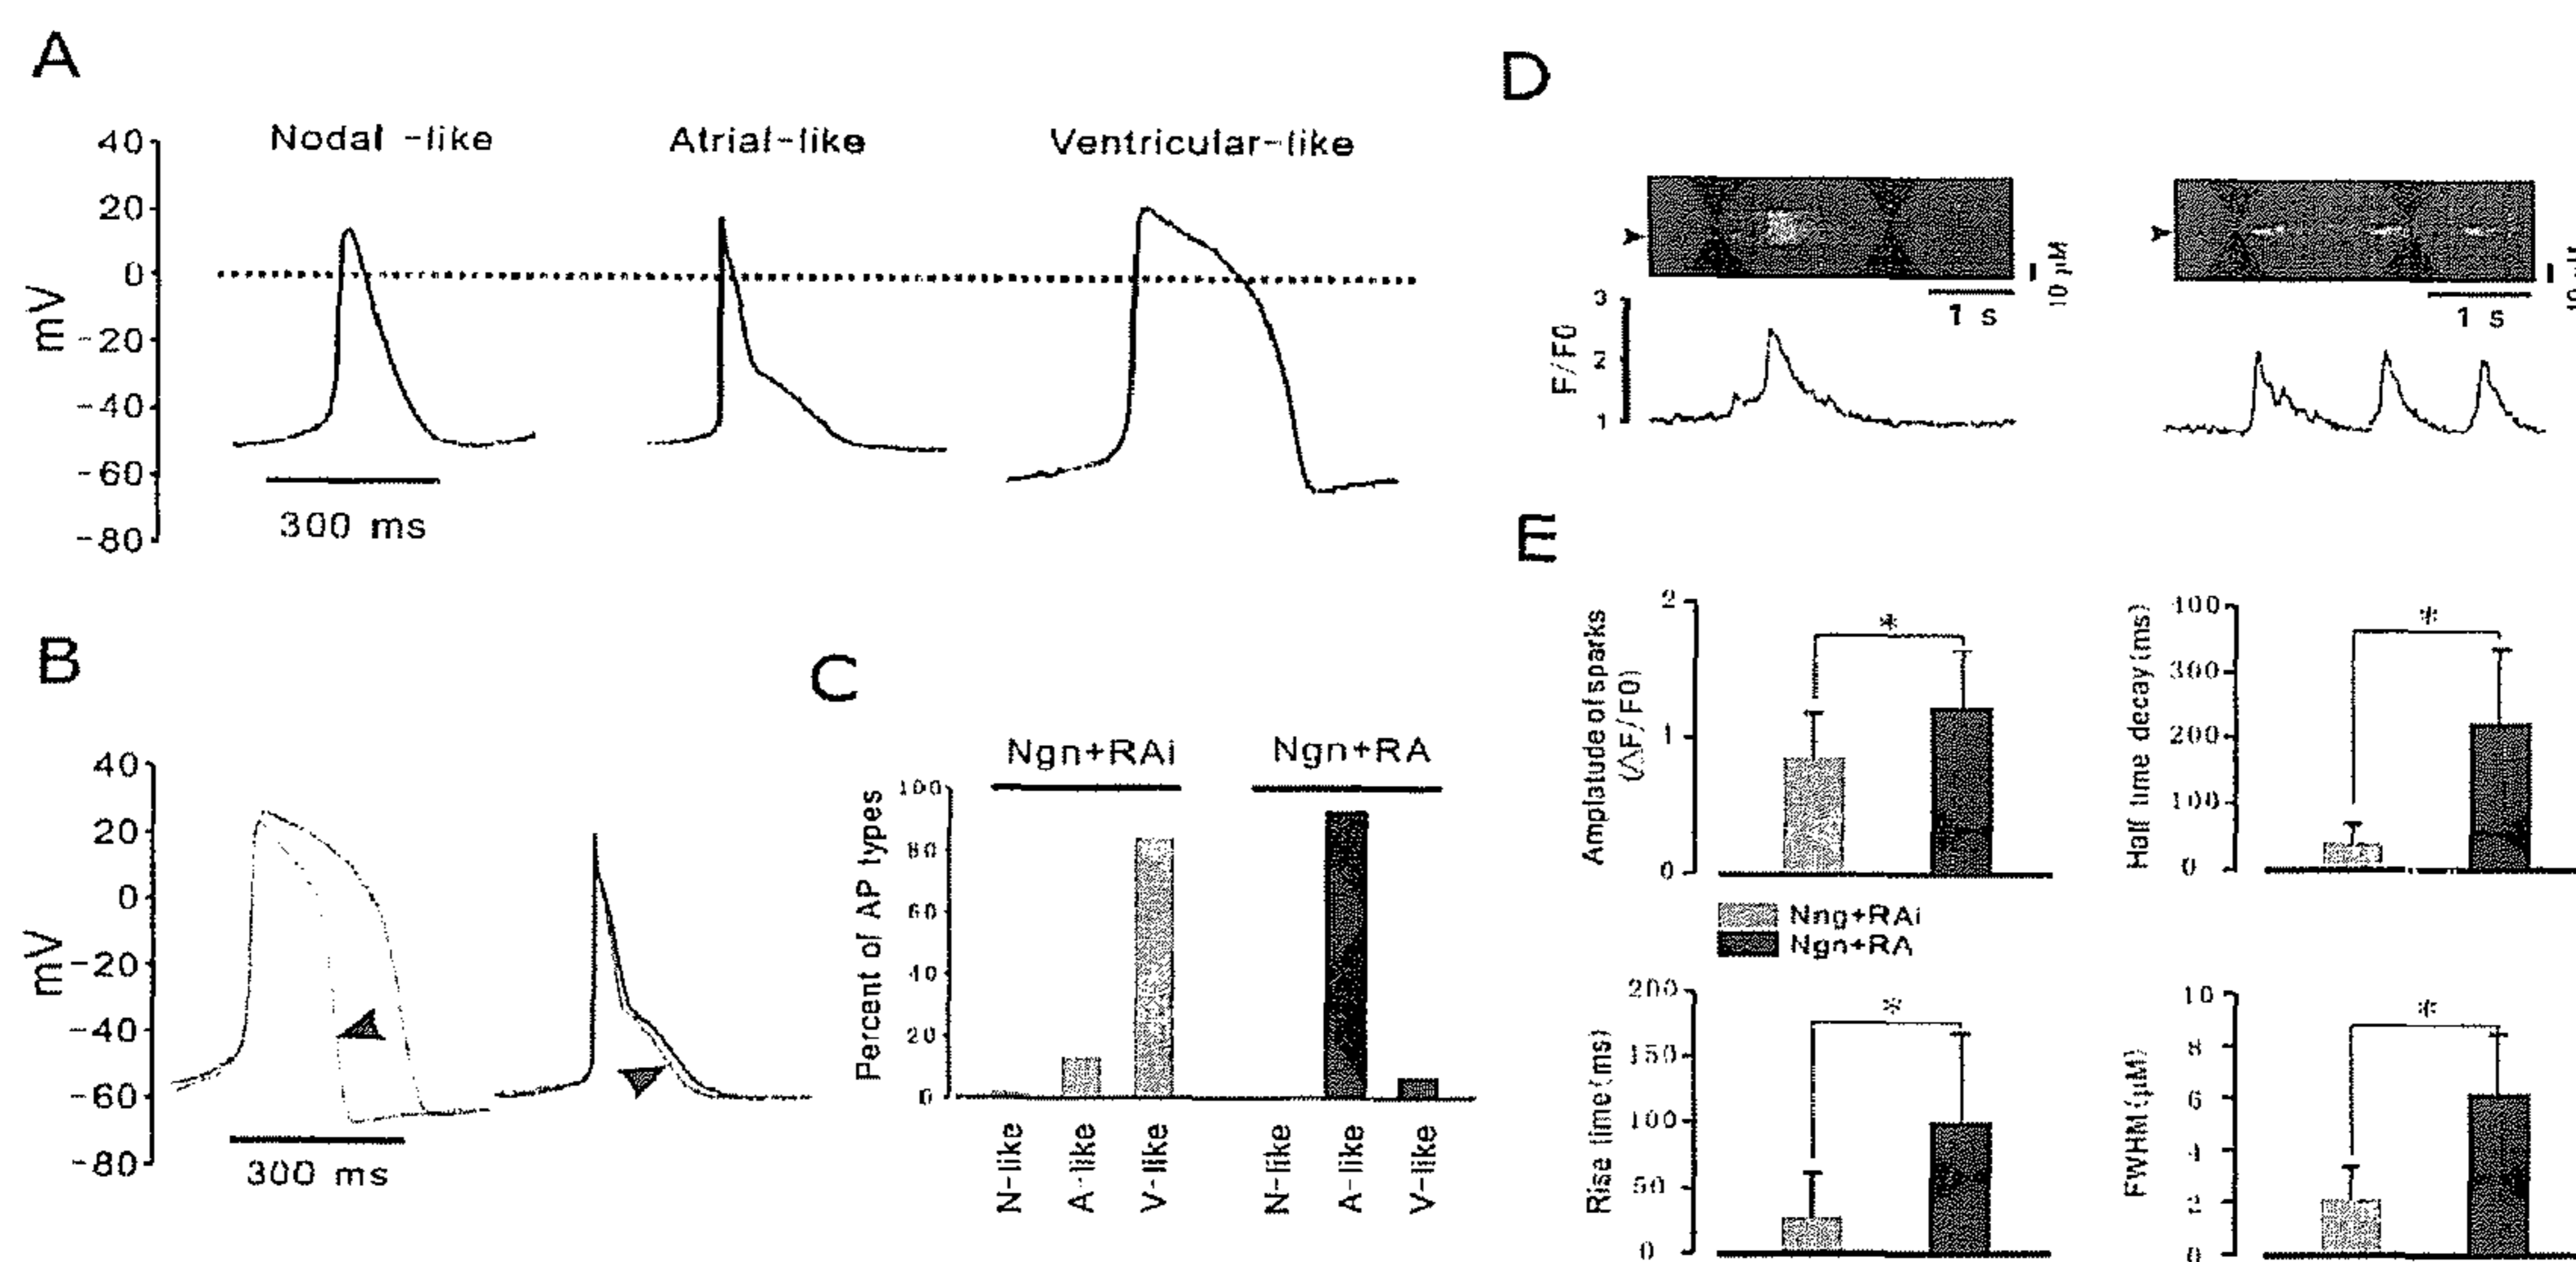 A
Nodal -like
Atrial-like
Ventricular-like
40
20
0
-20
-40
-60
-80
mV
300 ms
B
40
20
0
-20
-40
-60
-80
mV
300 ms
C
Ngn+RAi
Ngn+RA
Percent of AP types
100
80
60
40
20
0
N-like
A-like
V-like
N-like
A-like
V-like
D
10 µM
1 s
1 s
F/F0
3
2
1
E
Amplatude of sparks
(△F/F0)
2
1
0
*
Half time decay(ms)
400
300
200
100
0
*
Nng+RAi
Ngn+RA
Rise time(ms)
200
150
100
50
0
*
FWHM(µM)
10
8
6
4
2
0
*